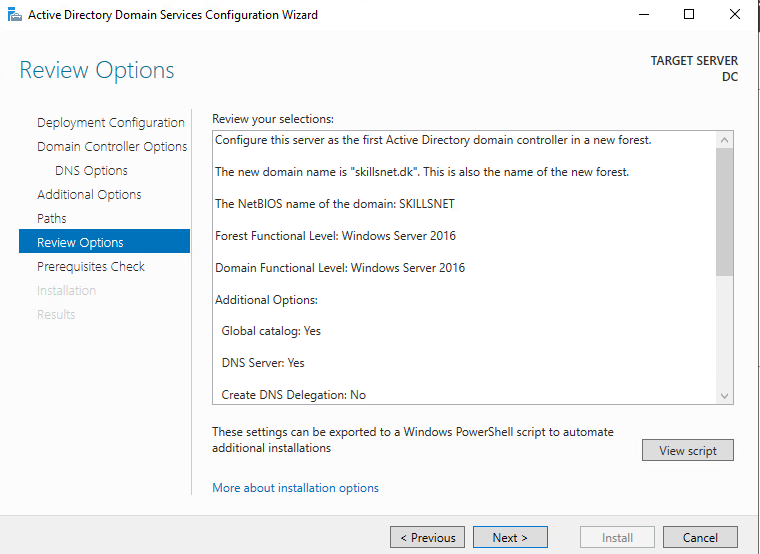 Active Directory Domain Services Configuration Wizard
Review Options
TARGET SERVER
DC
Deployment Configuration
Domain Controller Options
DNS Options
Additional Options
Paths
Review Options
Prerequisites Check
Installation
Results
Review your selections:
Configure this server as the first Active Directory domain controller in a new forest.
The new domain name is "skillsnet.dk". This is also the name of the new forest.
The NetBIOS name of the domain: SKILLSNET
Forest Functional Level: Windows Server 2016
Domain Functional Level: Windows Server 2016
Additional Options:
Global catalog: Yes
DNS Server: Yes
Create DNS Delegation: No
These settings can be exported to a Windows PowerShell script to automate
additional installations
View script
More about installation options
< Previous
Next >
Install
Cancel